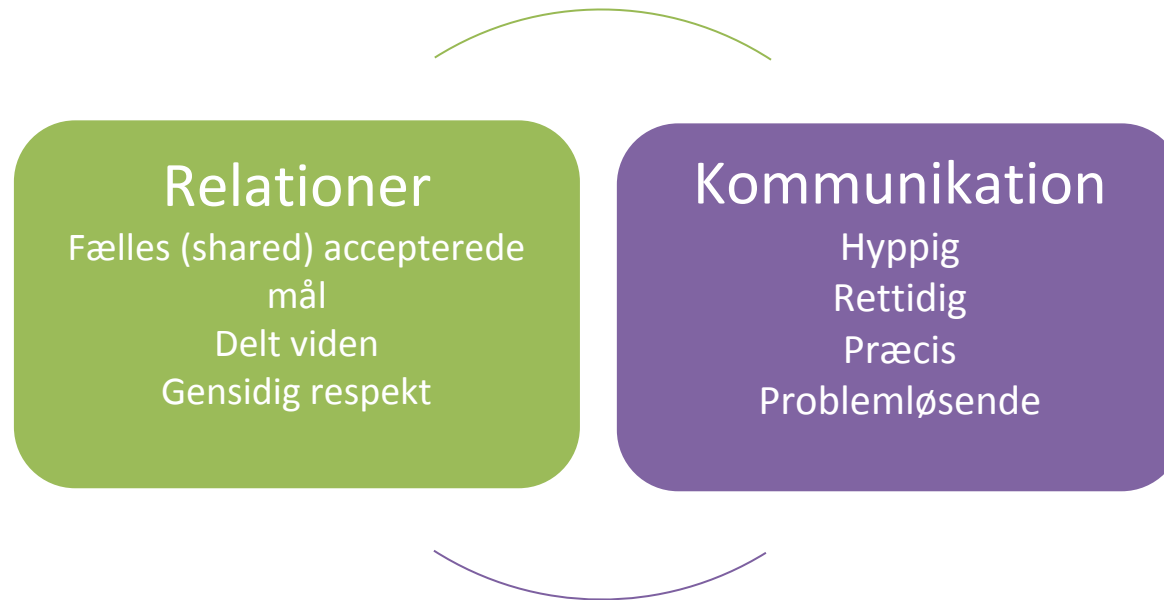 Relationer
Fælles (shared) accepterede
mål
Delt viden
Gensidig respekt
Kommunikation
Hyppig
Rettidig
Præcis
Problemløsende